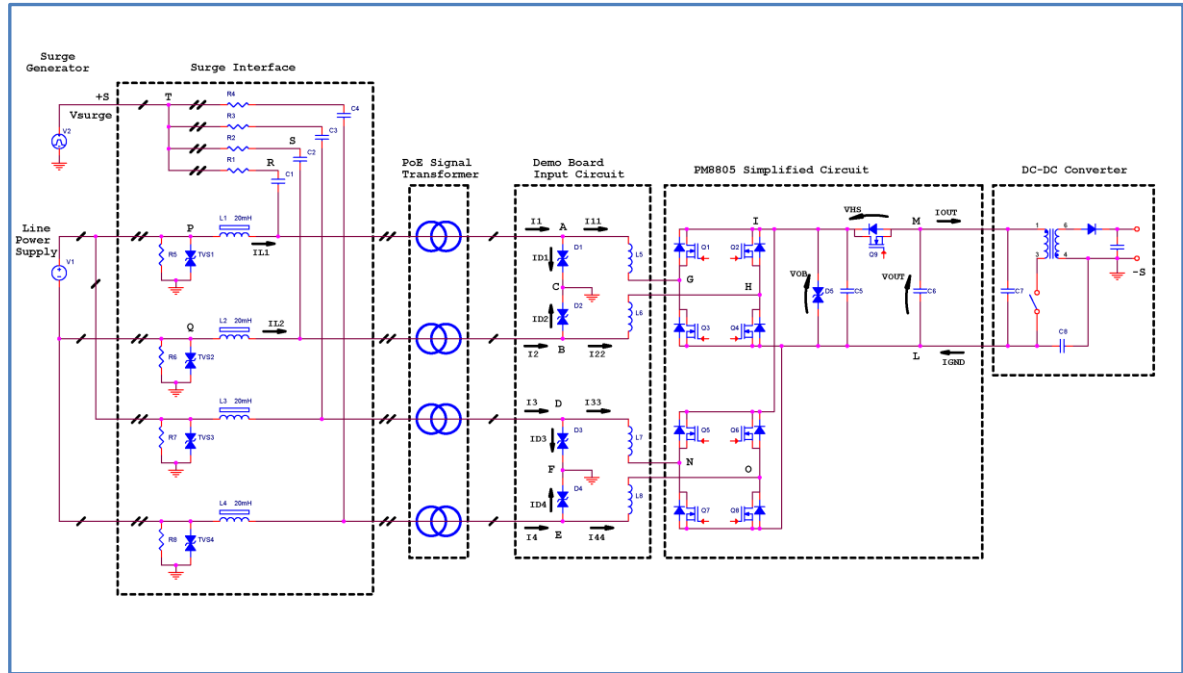 Surge
Generator
Surge Interface
+S
Vsurge
T
V2
R4
R3
R2
R1
S
R
C4
C3
C2
C1
Line
Power
Supply
V1
P
L1 20mH
R5
TVS1
IL1
Q
L2 20mH
IL2
R6
TVS2
L3 20mH
R7
TVS3
L4 20mH
R8
TVS4
PoE Signal
Transformer
Demo Board
Input Circuit
I1
A
I11
ID1
D1
C
L5
ID2
D2
L6
I2
B
I22
I3
D
I33
ID3
D3
F
L7
ID4
D4
L8
I4
E
I44
PM8805 Simplified Circuit
I
Q1
Q2
G
H
Q3
Q4
Q5
Q6
N
O
Q7
Q8
VOB
D5
C5
VHS
Q9
M
IOUT
VOUT
C6
L
IGND
DC-DC Converter
1
6
3
4
C7
C8
-S